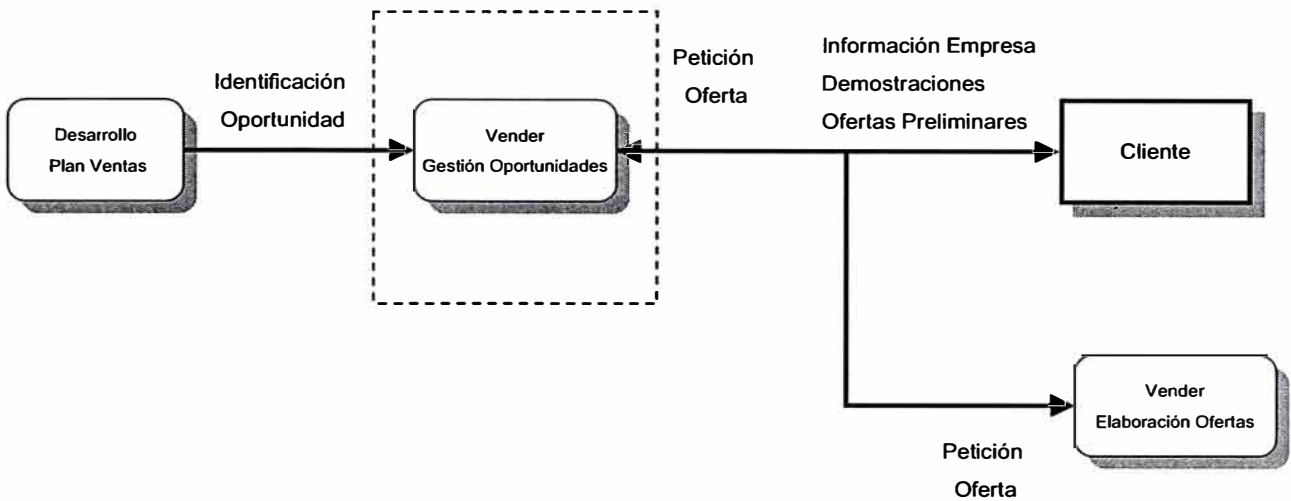 Desarrollo
Plan Ventas
Identificación
Oportunidad
Vender
Gestión Oportunidades
Petición
Oferta
Información Empresa
Demostraciones
Ofertas Preliminares
Cliente
Vender
Elaboración Ofertas
Petición
Oferta